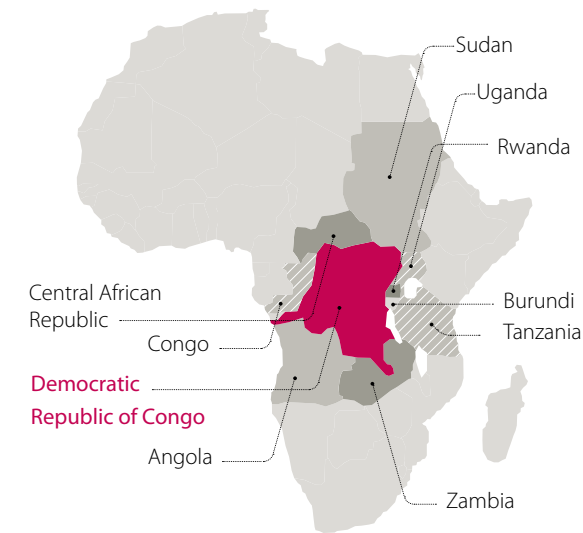 Sudan
Uganda
Rwanda
Central African
Republic
Burundi
Tanzania
Congo
Democratic
Republic of Congo
Angola
Zambia